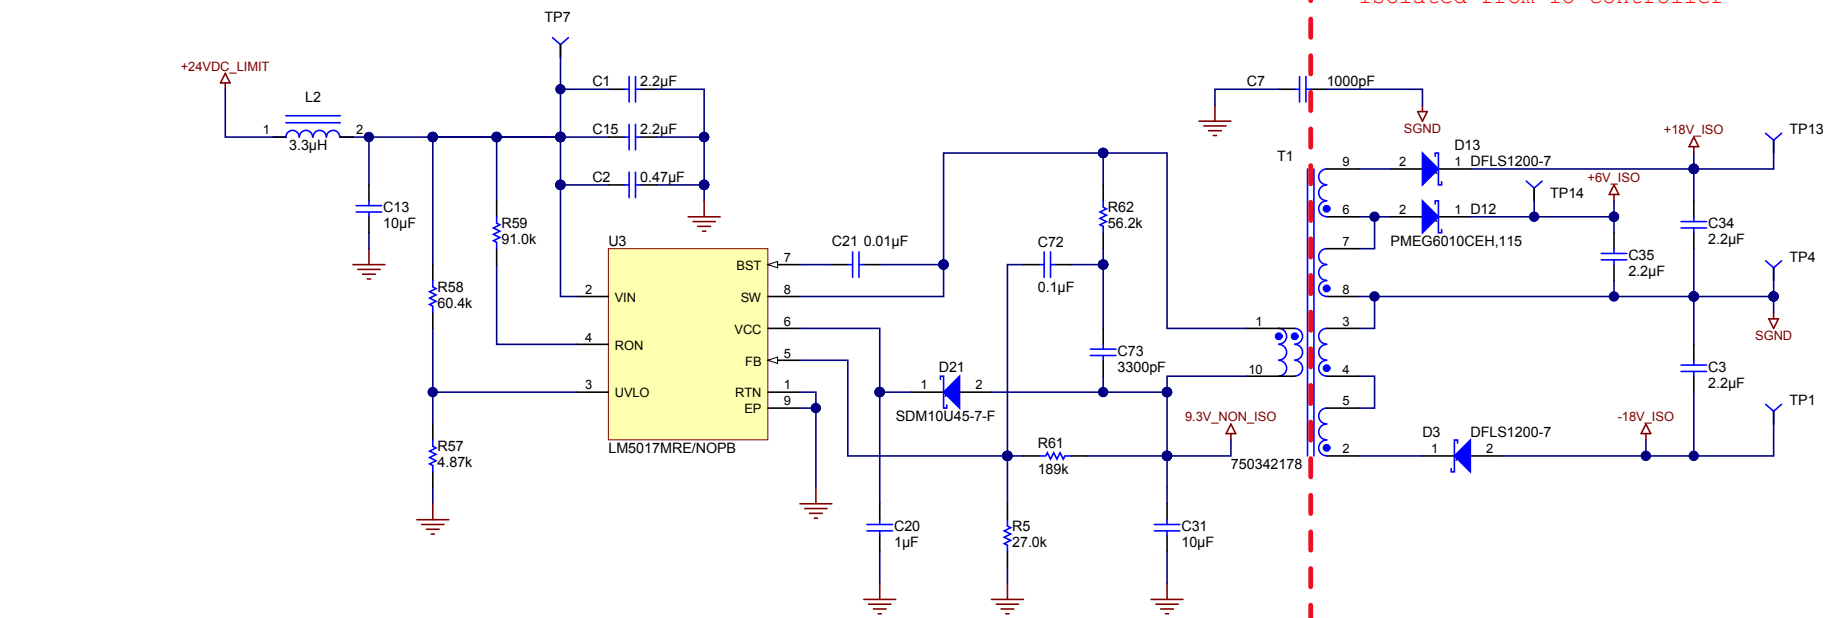 isolated from IO controller
TP7
+24VDC_LIMIT
L2
1
2
3.3µH
C1
2.2µF
C15
2.2µF
C2
0.47µF
C13
10µF
R59
91.0k
R58
60.4k
R57
4.87k
U3
BST
7
SW
8
2
VIN
VCC
6
4
RON
FB
5
3
UVLO
RTN
1
EP
9
LM5017MRE/NOPB
C21 0.01µF
C72
0.1µF
R62
56.2k
C73
3300pF
D21
1
2
SDM10U45-7-F
R61
189k
9.3V_NON_ISO
C20
1µF
R5
27.0k
C31
10µF
C7
1000pF
SGND
T1
1
10
750342178
9
6
7
8
3
4
5
2
D13
2
1
DFLS1200-7
2
1
D12
PMEG6010CEH,115
TP14
+6V_ISO
+18V_ISO
TP13
C34
2.2µF
C35
2.2µF
TP4
SGND
C3
2.2µF
TP1
-18V_ISO
D3
DFLS1200-7
1
2